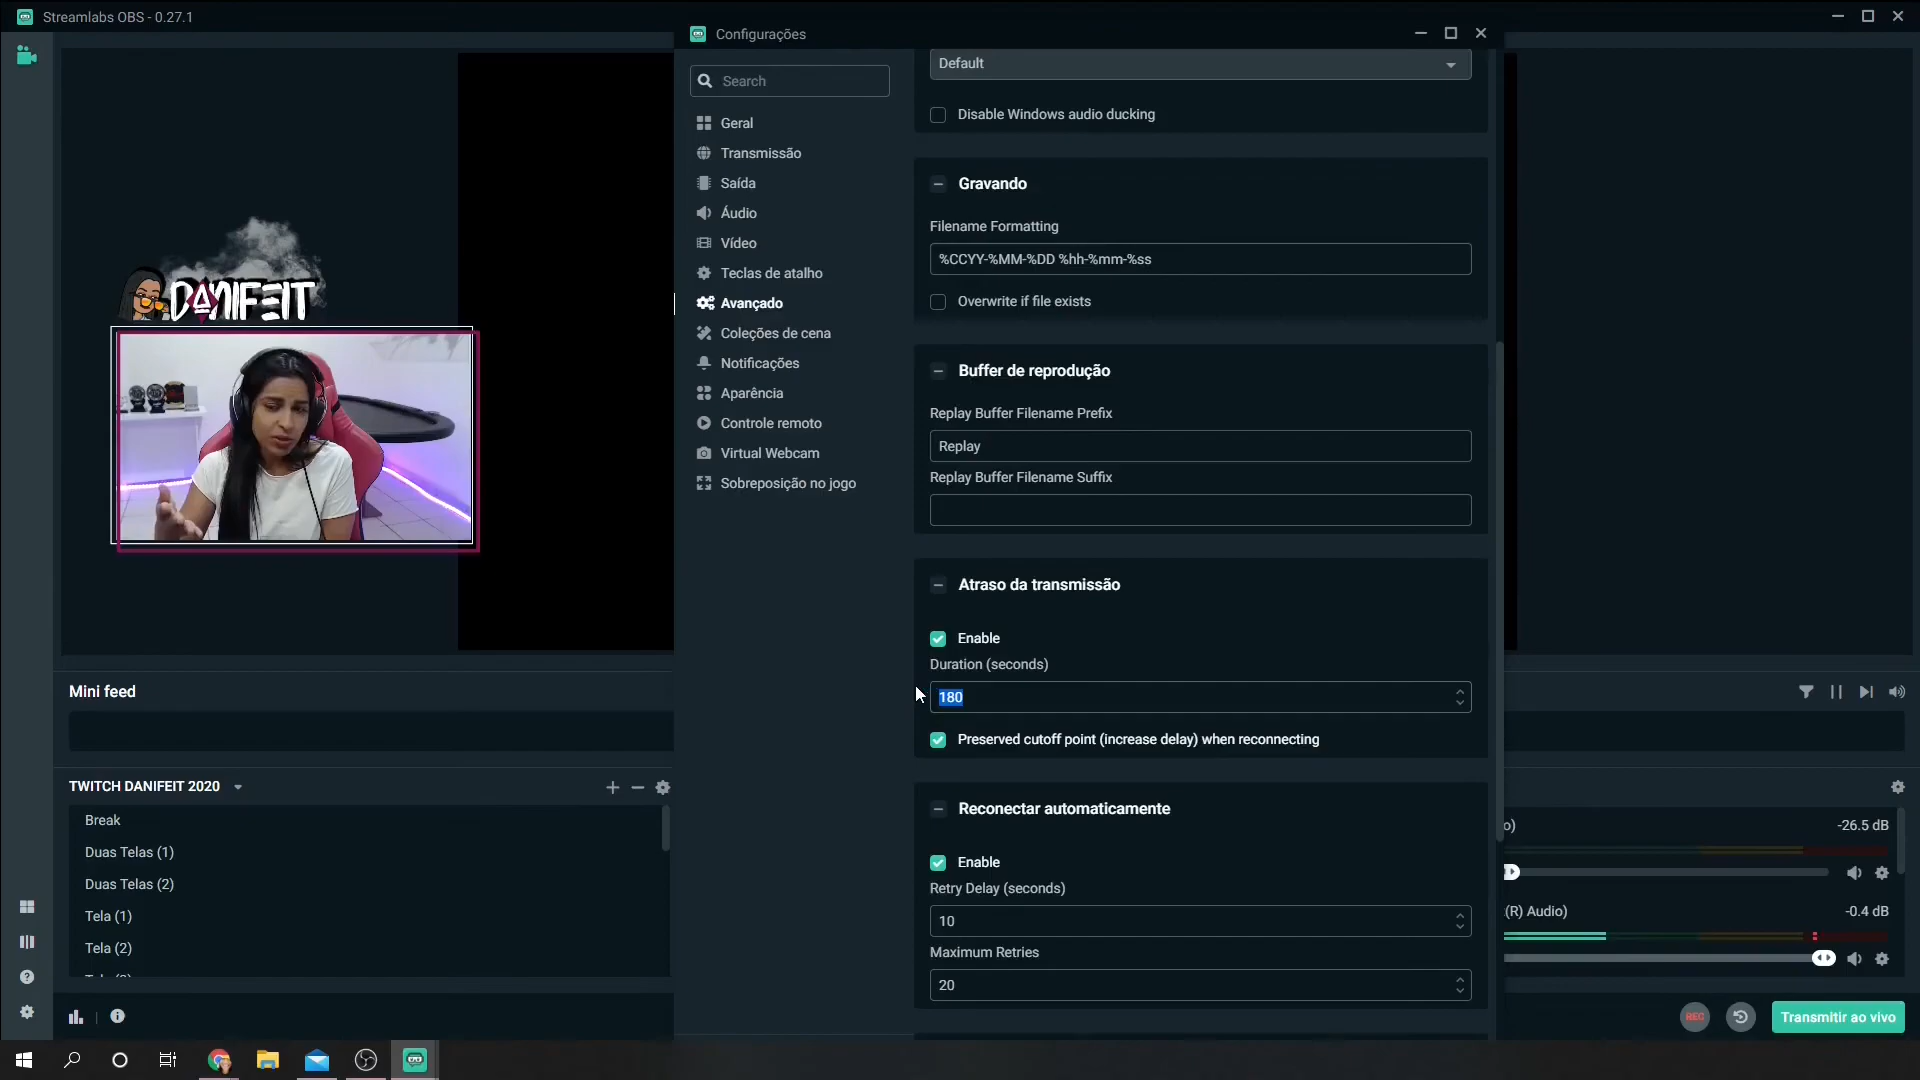 Streamlabs OBS - 0.27.1
Configurações
Search
Geral
Transmissão
Saída
Áudio
Vídeo
Teclas de atalho
Avançado
Coleções de cena
Notificações
Aparência
Controle remoto
Virtual Webcam
Sobreposição no jogo
Default
Disable Windows audio ducking
Gravando
Filename Formatting
%CCYY-%MM-%DD %hh-%mm-%ss
Overwrite if file exists
Buffer de reprodução
Replay Buffer Filename Prefix
Replay
Replay Buffer Filename Suffix
Atraso da transmissão
Enable
Duration (seconds)
180
Preserved cutoff point (increase delay) when reconnecting
Reconectar automaticamente
Enable
Retry Delay (seconds)
10
Maximum Retries
20
DANIFEIT
Mini feed
TWITCH DANIFEIT 2020
Break
Duas Telas (1)
Duas Telas (2)
Tela (1)
Tela (2)
o)
-26.5 dB
(R) Audio)
-0.4 dB
REC
Transmitir ao vivo